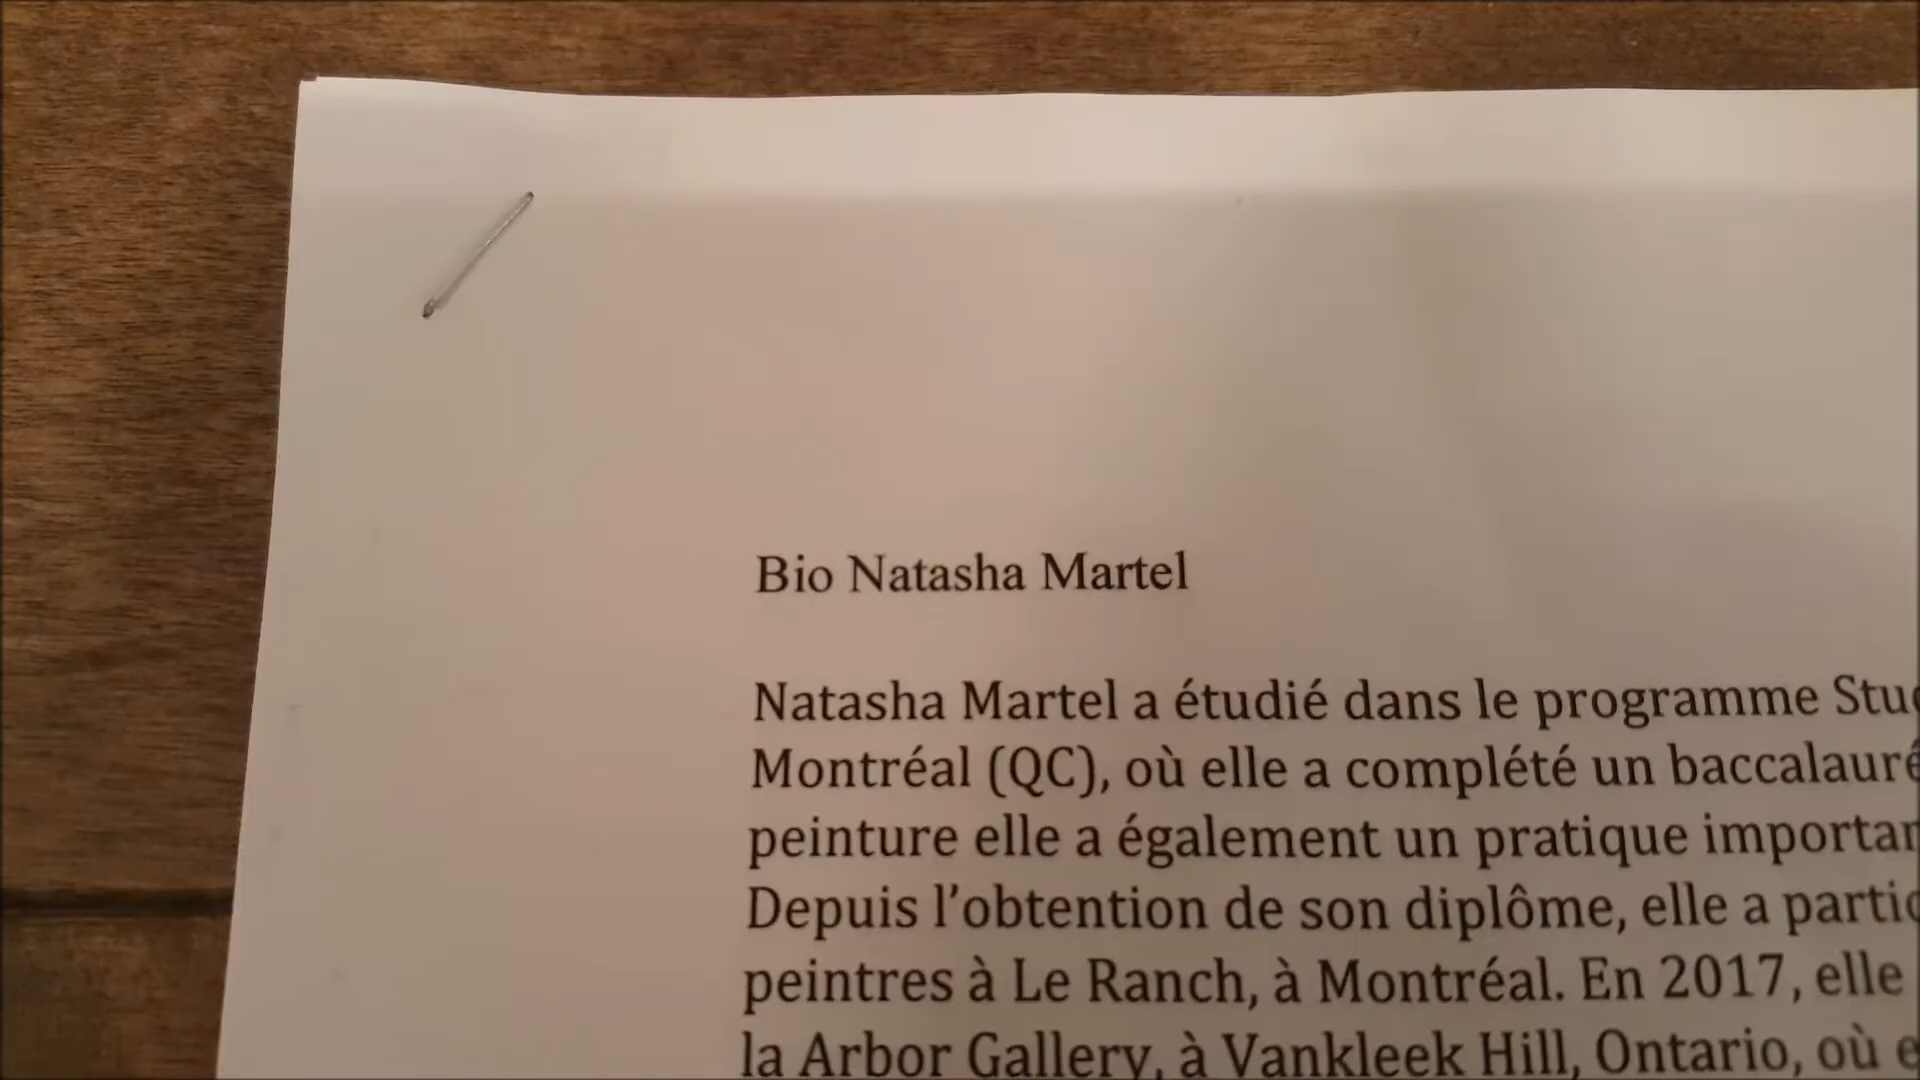 Bio Natasha Martel
Natasha Martel a étudié dans le programme
Montréal (QC), où elle a complété un
peinture elle a également un pratique
Depuis l'obtention de son diplôme, elle a
peintres à Le Ranch, à Montréal. En 2017, elle
la Arbor Gallery, à Vankleek Hill, Ontario, où